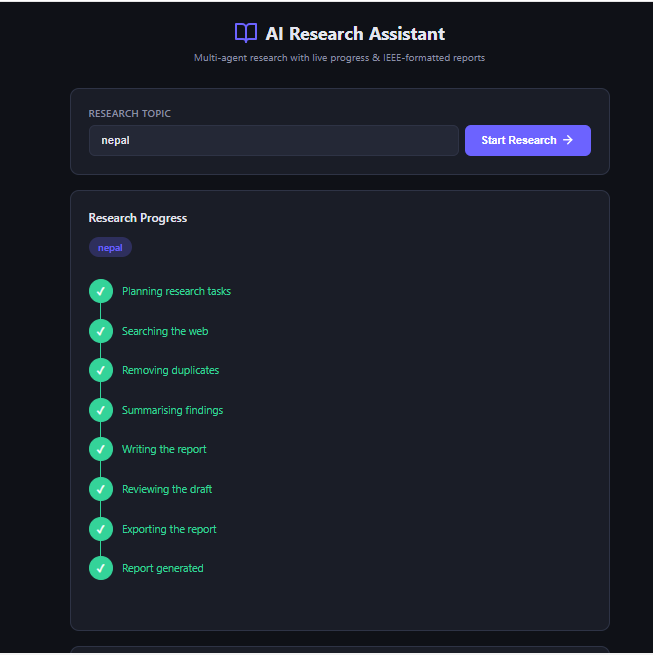 AI Research Assistant
Multi-agent research with live progress & IEEE-formatted reports
RESEARCH TOPIC
nepal
Start Research →
Research Progress
nepal
Planning research tasks
Searching the web
Removing duplicates
Summarising findings
Writing the report
Reviewing the draft
Exporting the report
Report generated